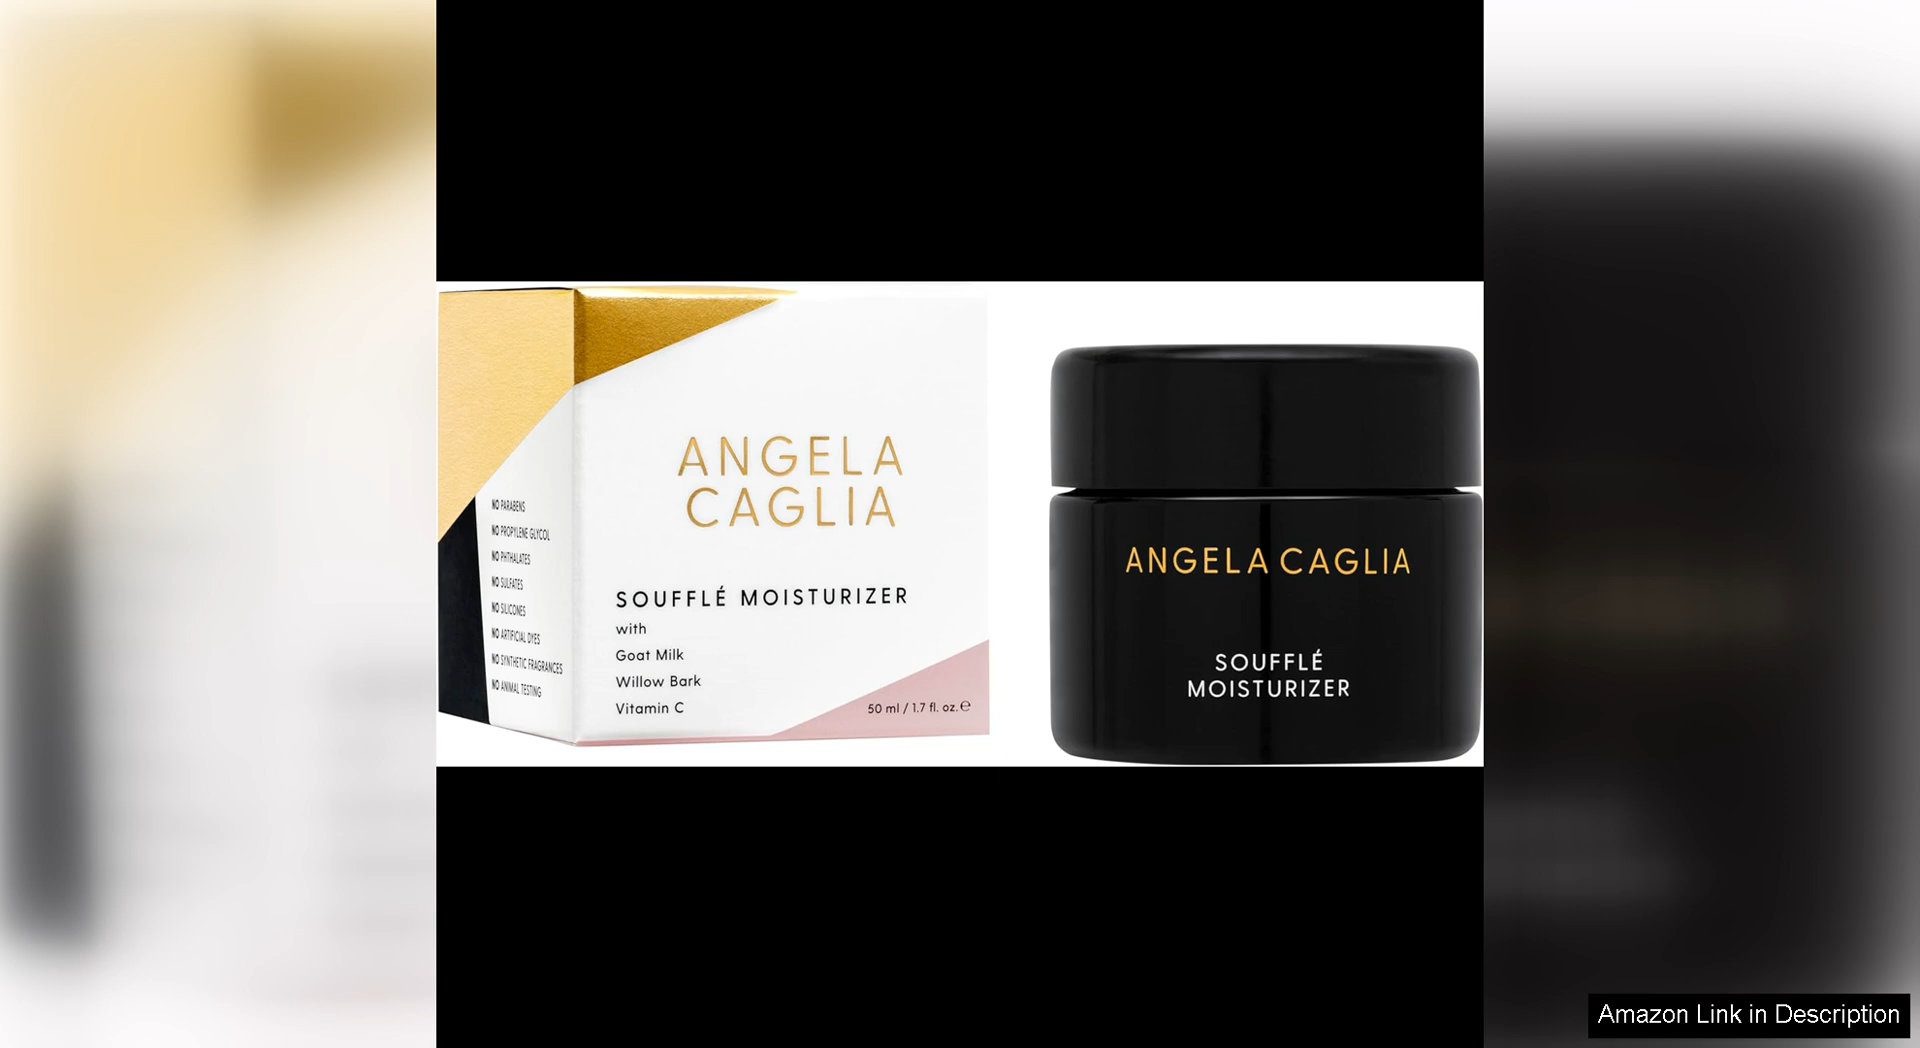 ANGELA
CAGLIA
NO PARABENS
NO PROPYLENE GLYCOL
NO PHTHALATES
NO SULFATES
NO SILICONES
NO ARTIFICIAL DYES
NO SYNTHETIC FRAGRANCES
NO ANIMAL TESTING
SOUFFLÉ MOISTURIZER
with
Goat Milk
Willow Bark
Vitamin C
50 ml / 1.7 fl. oz. ℮
ANGELA CAGLIA
SOUFFLÉ
MOISTURIZER
Amazon Link in Description